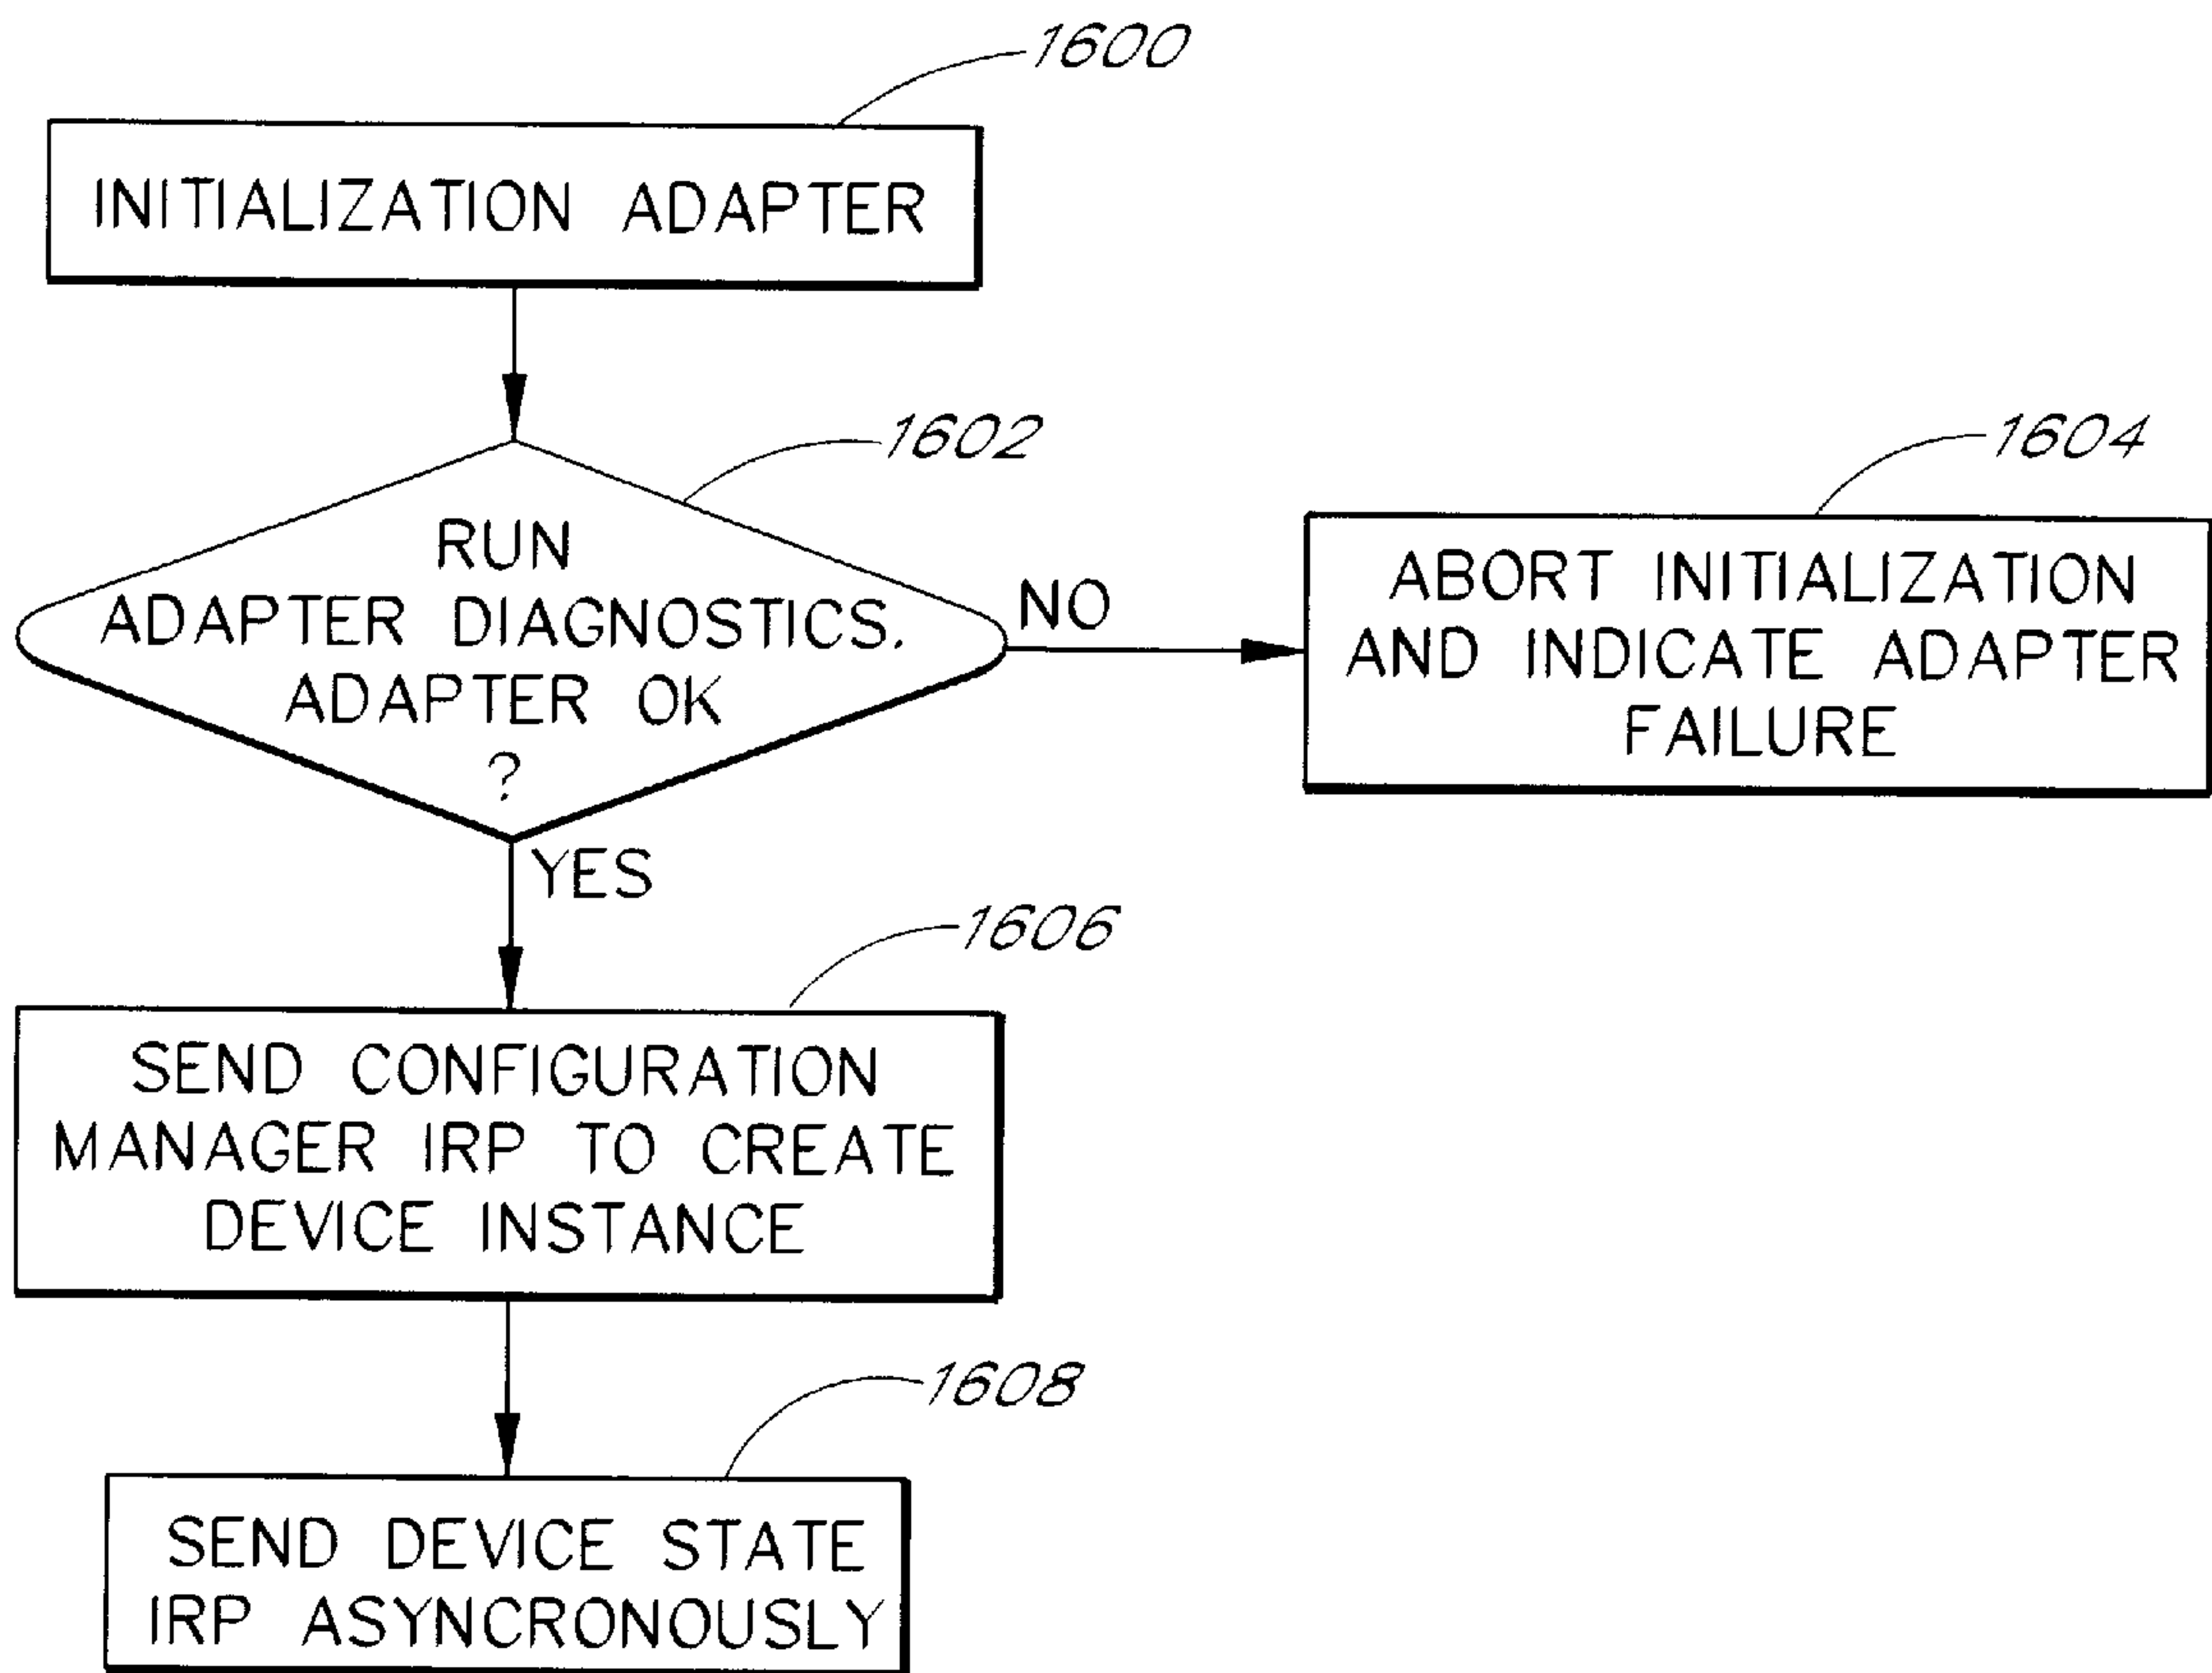 1600
INITIALIZATION ADAPTER
1602
RUN
ADAPTER DIAGNOSTICS.
ADAPTER OK
?
NO
1604
ABORT INITIALIZATION
AND INDICATE ADAPTER
FAILURE
YES
1606
SEND CONFIGURATION
MANAGER IRP TO CREATE
DEVICE INSTANCE
1608
SEND DEVICE STATE
IRP ASYNCRONOUSLY